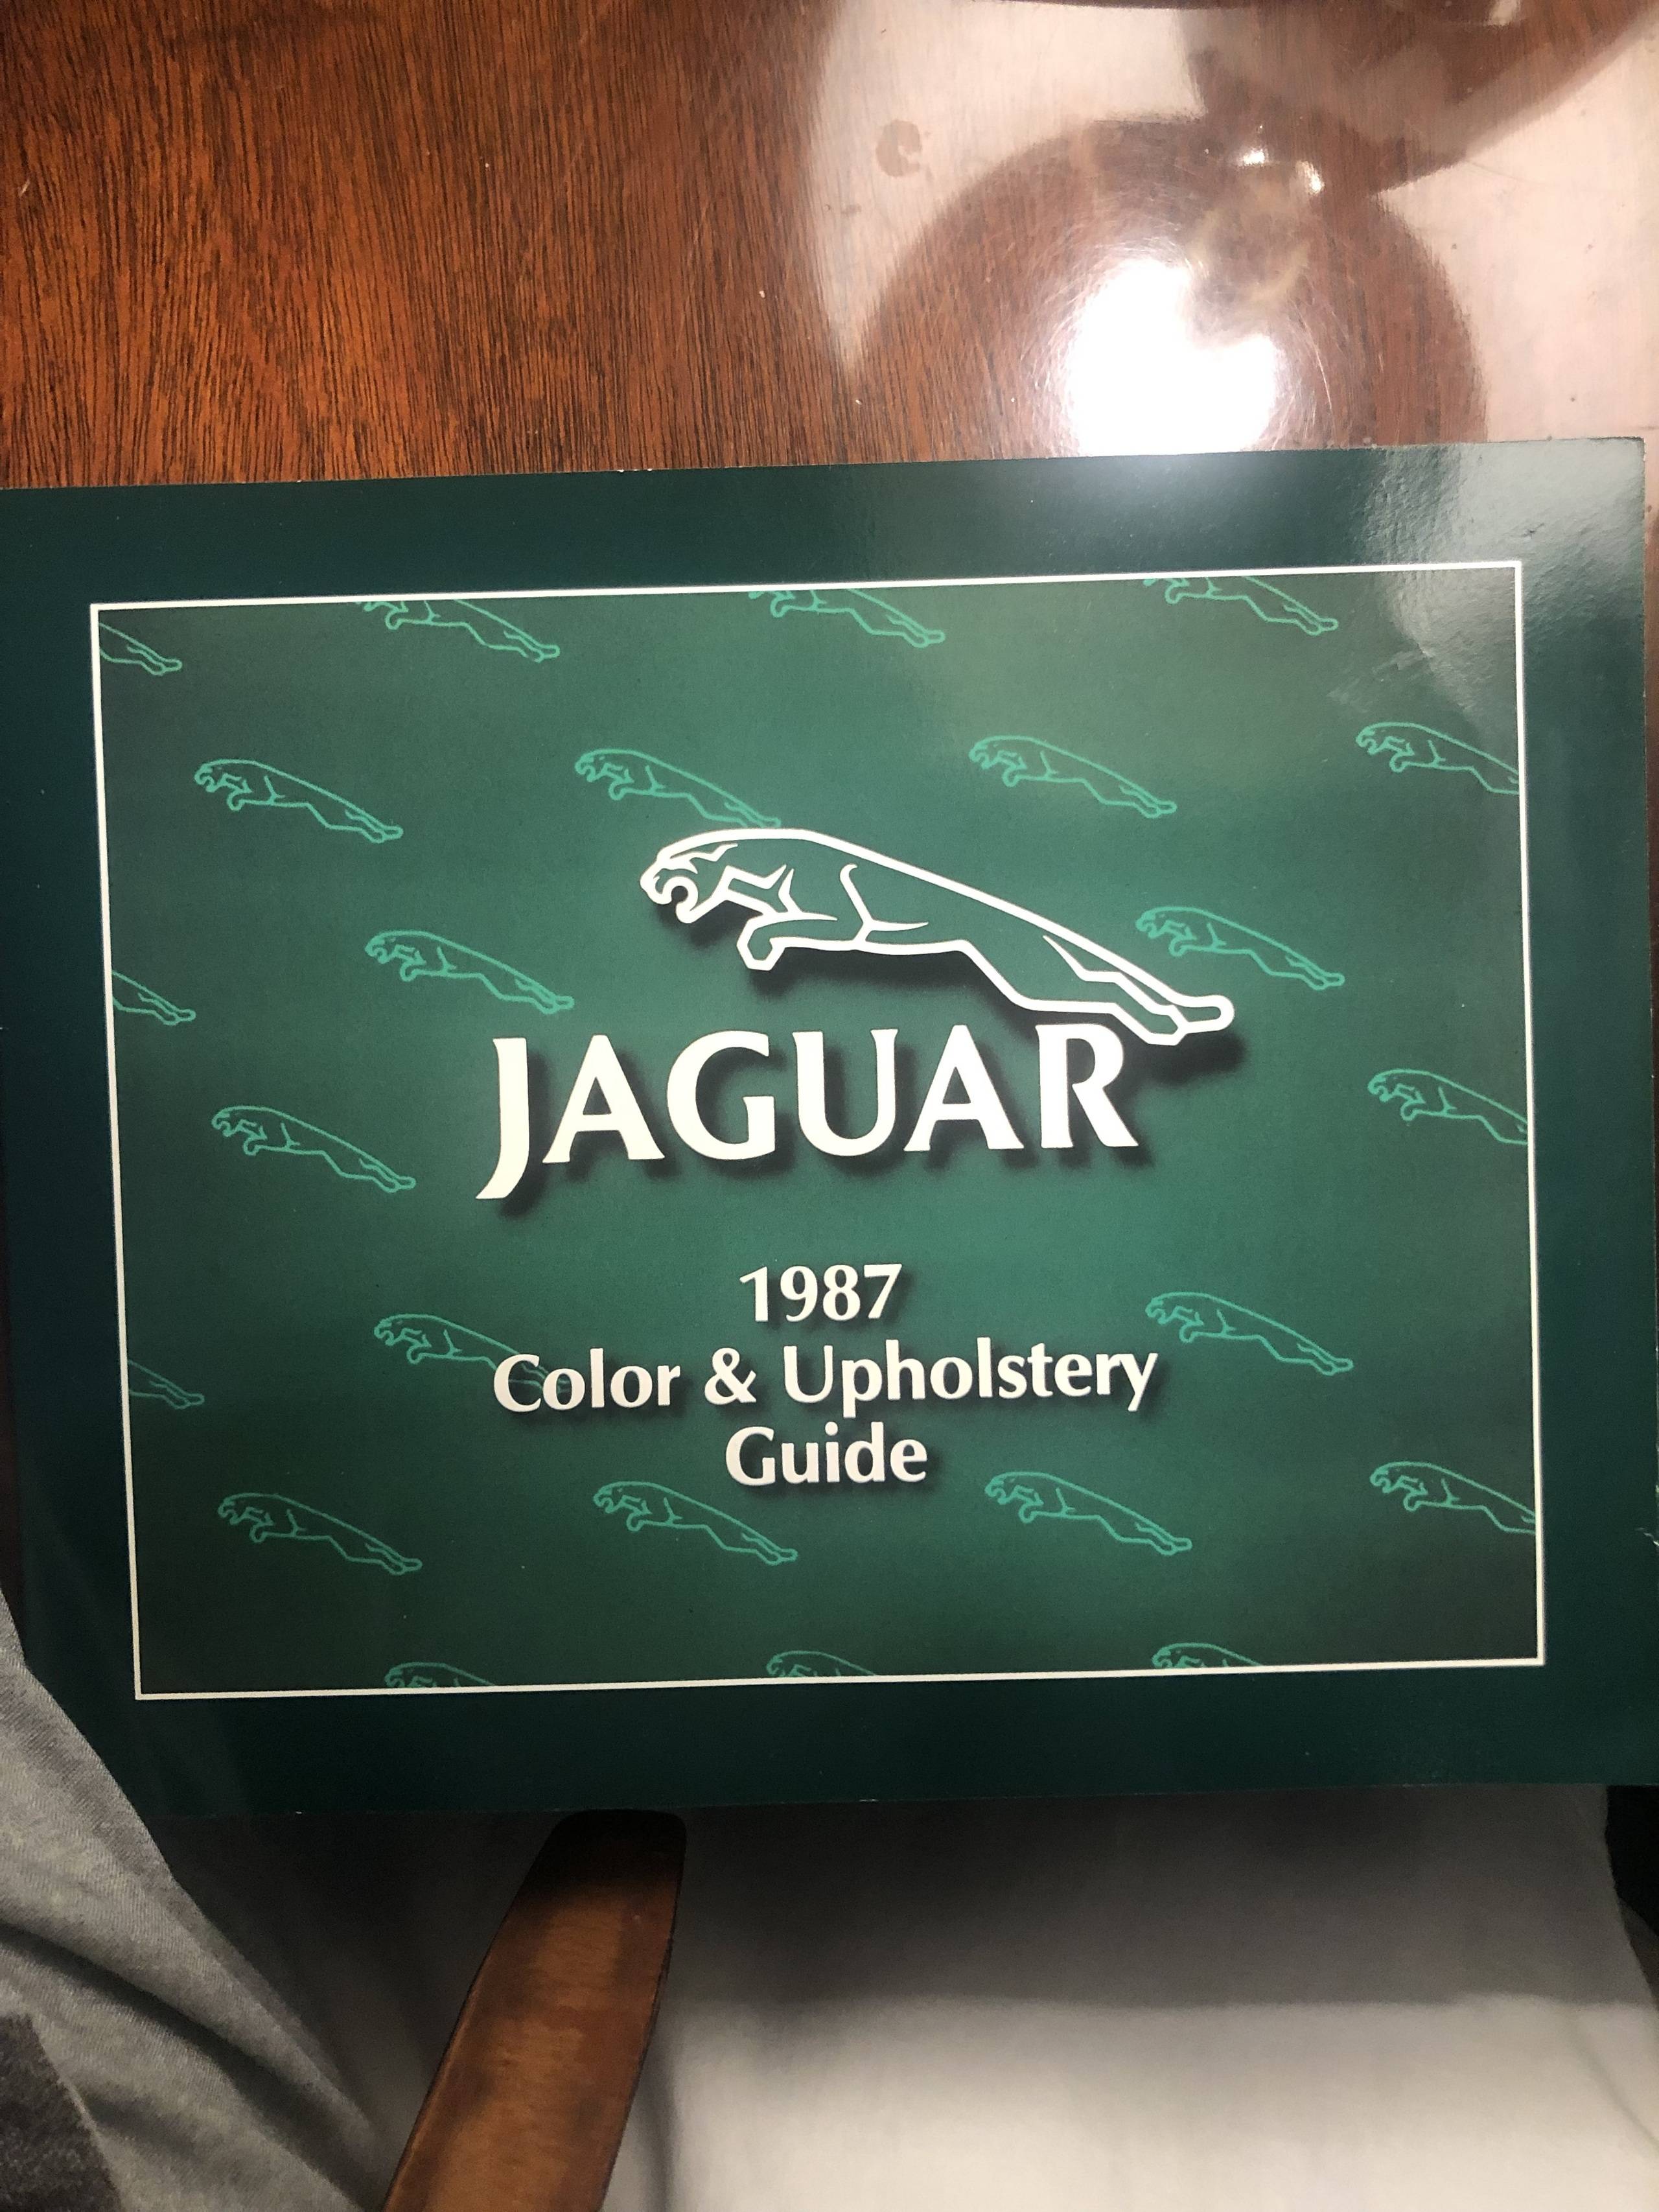 JAGUAR
1987
Color & Upholstery
Guide